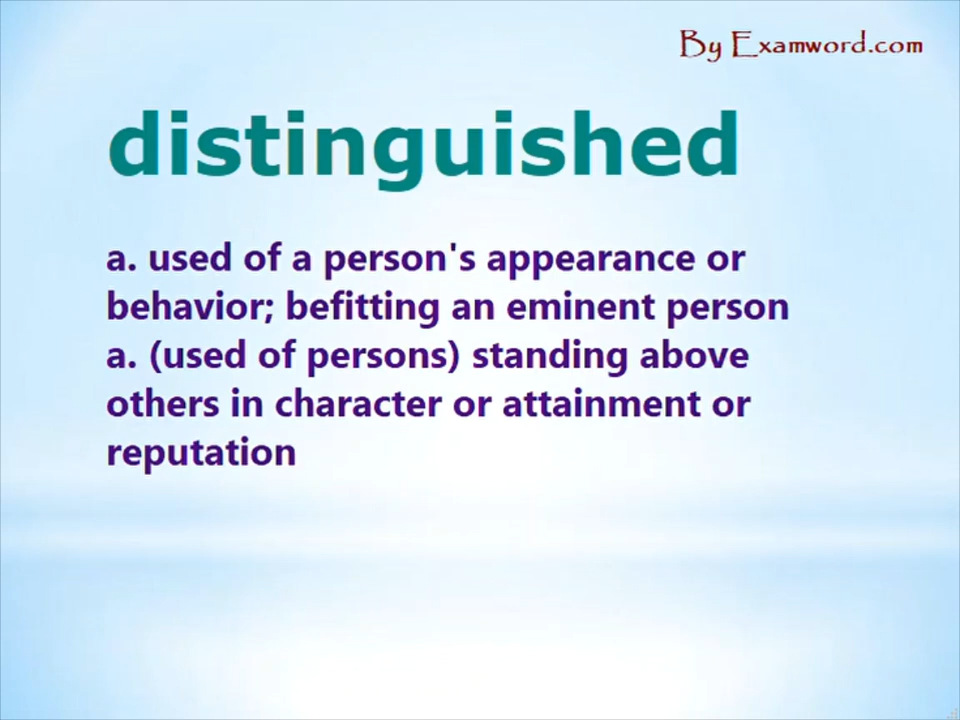 By Examword.com
distinguished
a. used of a person's appearance or
behavior; befitting an eminent person
a. (used of persons) standing above
others in character or attainment or
reputation